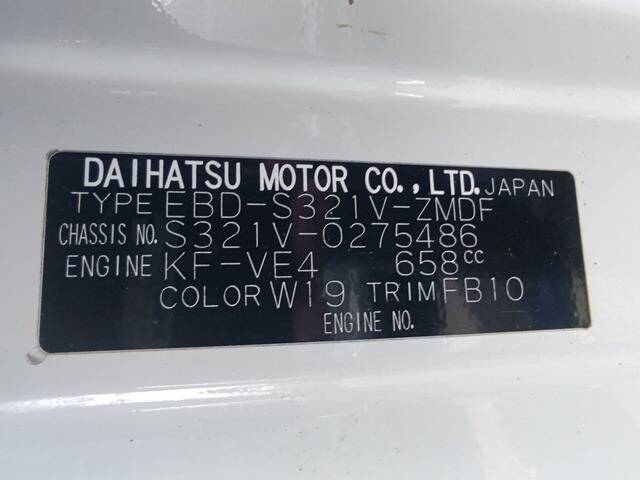 DAIHATSU MOTOR CO., LTD. JAPAN
TYPE EBD-S321V-ZMDF
CHASSIS NO. S321V-0275486
ENGINE KF-VE4 658cc
COLOR W19 TRIM FB10
ENGINE NO.